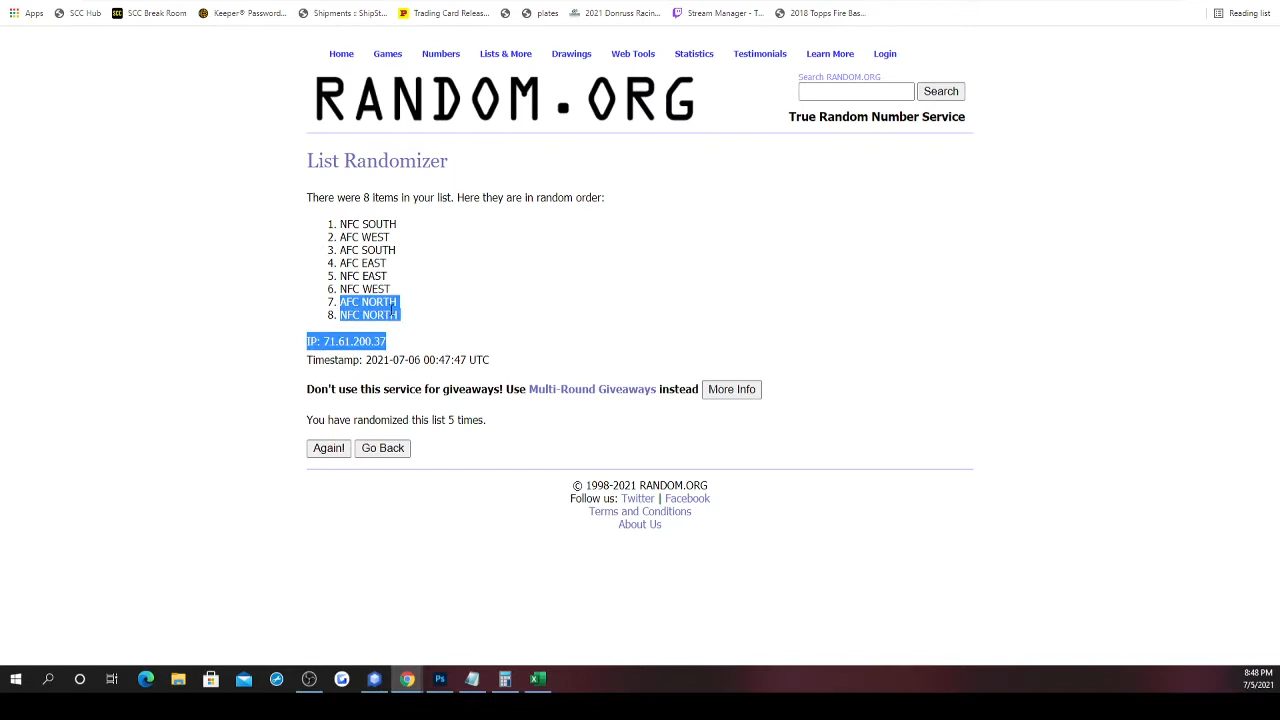 Apps SCC Hub SCC Break Room Keeper® Password... Shipments :: ShipSt... Trading Card Releas... plates 2021 Donruss Racin... Stream Manager - T... 2018 Topps Fire Bas... Reading list
Home Games Numbers Lists & More Drawings Web Tools Statistics Testimonials Learn More Login
RANDOM.ORG
Search RANDOM.ORG
Search
True Random Number Service
List Randomizer
There were 8 items in your list. Here they are in random order:
1. NFC SOUTH
2. AFC WEST
3. AFC SOUTH
4. AFC EAST
5. NFC EAST
6. NFC WEST
7. AFC NORTH
8. NFC NORTH
IP: 71.61.200.37
Timestamp: 2021-07-06 00:47:47 UTC
Don't use this service for giveaways! Use Multi-Round Giveaways instead More Info
You have randomized this list 5 times.
Again! Go Back
© 1998-2021 RANDOM.ORG
Follow us: Twitter | Facebook
Terms and Conditions
About Us
8:48 PM
7/5/2021